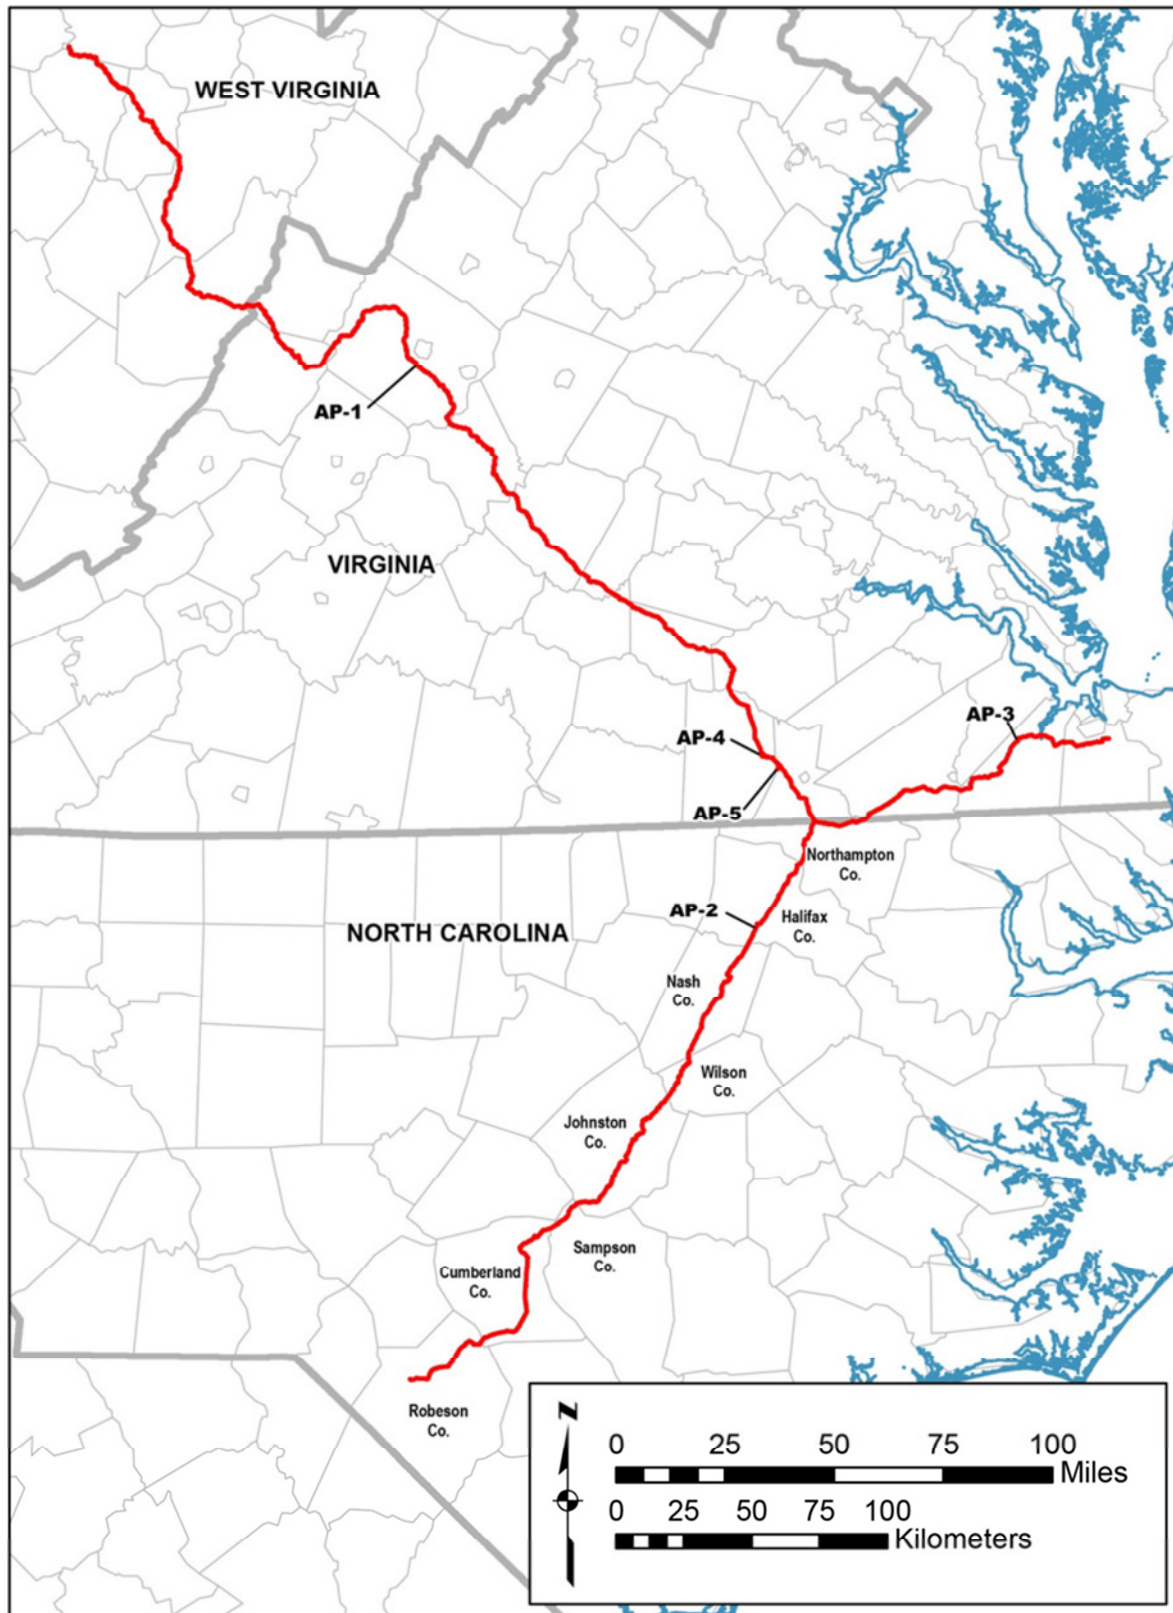 WEST VIRGINIA
AP-1
VIRGINIA
AP-3
AP-4
AP-5
Northampton
Co.
AP-2
Halifax
Co.
NORTH CAROLINA
Nash
Co.
Wilson
Co.
Johnston
Co.
Sampson
Co.
Cumberland
Co.
Robeson
Co.
N
0 25 50 75 100
Miles
0 25 50 75 100
Kilometers